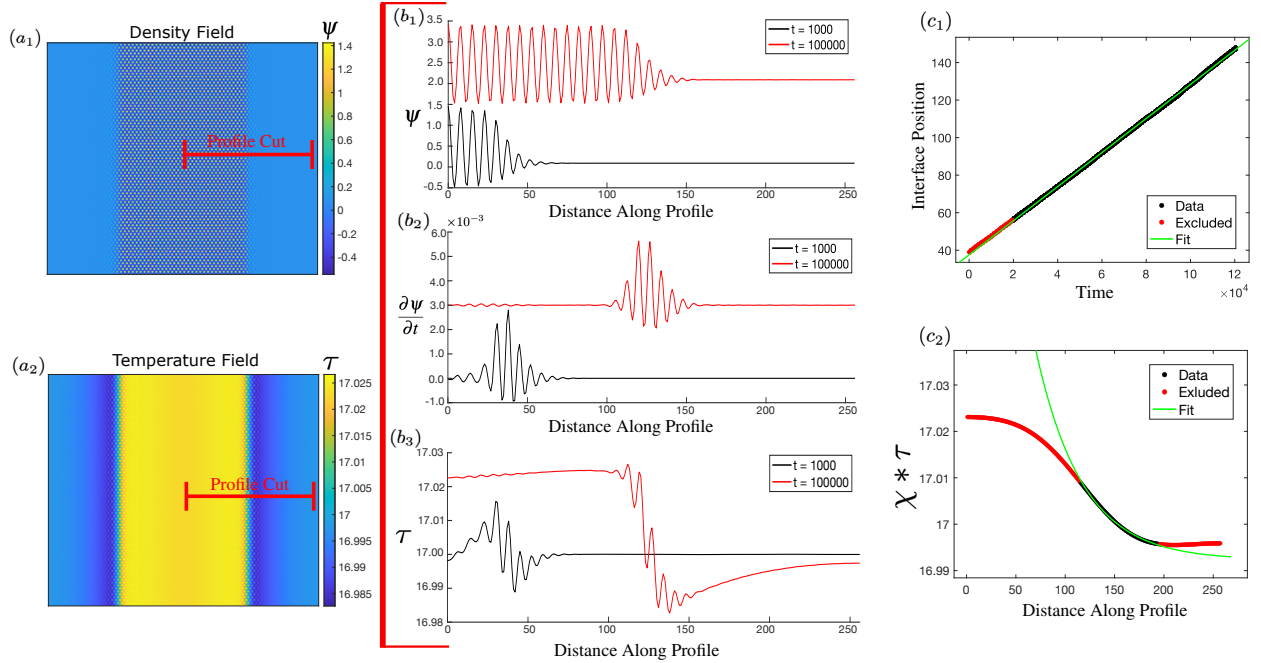 (a₁)
Density Field
ψ
1.4
1.2
1
0.8
0.6
0.4
0.2
0
-0.2
-0.4
Profile Cut
(a₂)
Temperature Field
τ
17.025
17.02
17.015
17.01
17.005
17
16.995
16.99
16.985
Profile Cut
(b₁)
t = 1000
t = 100000
3.5
3.0
2.5
2.0
1.5
1.0
0.5
0.0
-0.5
ψ
0 50 100 150 200 250
Distance Along Profile
(b₂)
×10⁻³
t = 1000
t = 100000
6.0
5.0
4.0
3.0
2.0
1.0
0.0
-1.0
∂ψ
∂t
0 50 100 150 200 250
Distance Along Profile
(b₃)
t = 1000
t = 100000
17.03
17.02
17.01
17.00
16.99
16.98
τ
0 50 100 150 200 250
Distance Along Profile
(c₁)
Interface Position
140
120
100
80
60
40
Data
Excluded
Fit
0 2 4 6 8 10 12
Time
×10⁴
(c₂)
χ * τ
17.03
17.02
17.01
17
16.99
Data
Exluded
Fit
0 50 100 150 200 250
Distance Along Profile